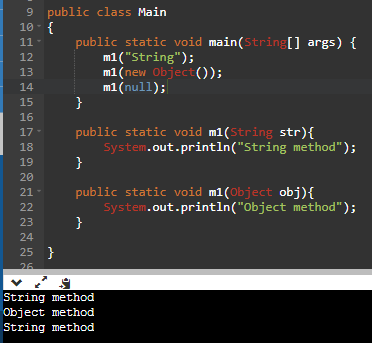 9 public class Main
10 {
11 public static void main(String[] args) {
12 m1("String");
13 m1(new Object());
14 m1(null);
15 }
16
17 public static void m1(String str){
18 System.out.println("String method");
19 }
20
21 public static void m1(Object obj){
22 System.out.println("Object method");
23 }
24
25 }
26
String method
Object method
String method